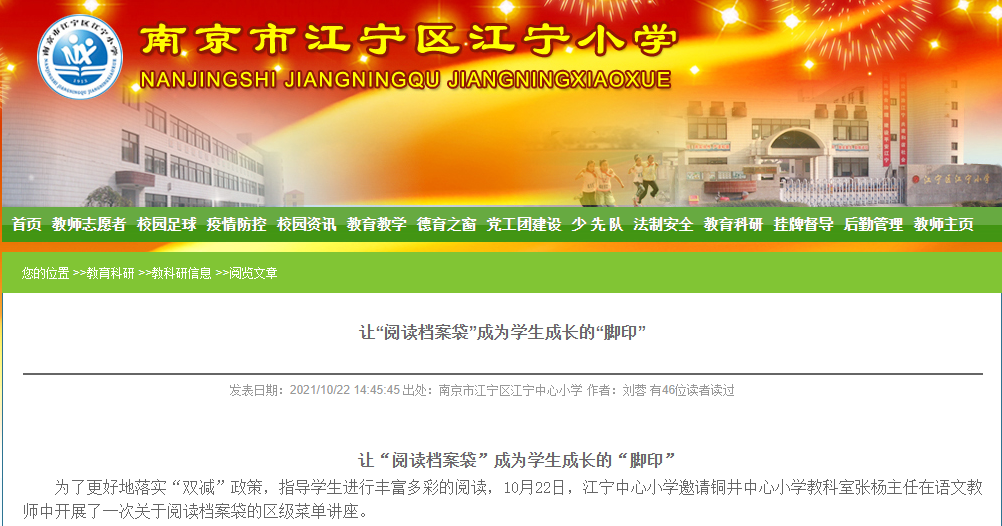 南京市江宁区江宁小学
NANJINGSHI JIANGNINGQU JIANGNINGXIAOXUE
江宁区江宁小学
首页 教师志愿者 校园足球 疫情防控 校园资讯 教育教学 德育之窗 党工团建设 少 先 队 法制安全 教育科研 挂牌督导 后勤管理 教师主页
您的位置 >>教育科研 >>教科研信息 >>阅览文章
让“阅读档案袋”成为学生成长的“脚印”
发表日期：2021/10/22 14:45:45 出处：南京市江宁区江宁中心小学 作者：刘蓉 有46位读者读过
让“阅读档案袋”成为学生成长的“脚印”
为了更好地落实“双减”政策，指导学生进行丰富多彩的阅读，10月22日，江宁中心小学邀请铜井中心小学教科室张杨主任在语文教
师中开展了一次关于阅读档案袋的区级菜单讲座。